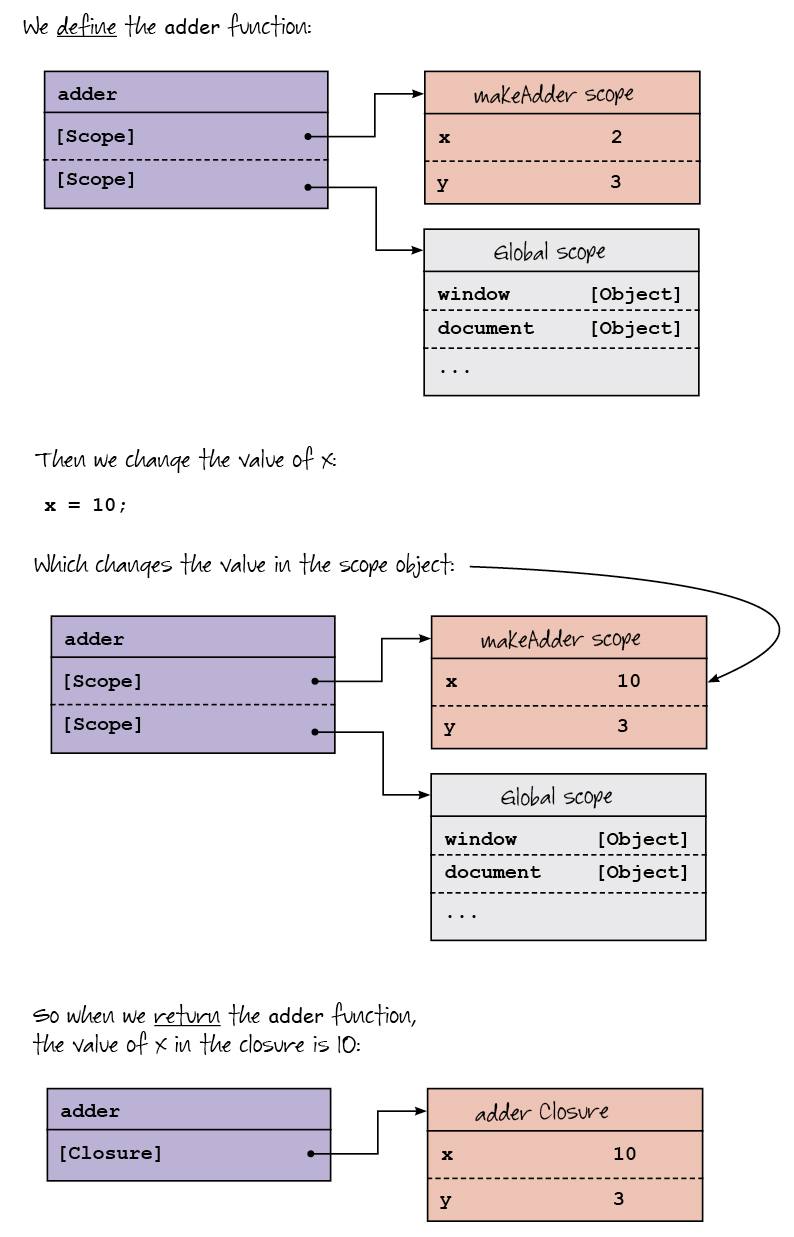 We define the adder function:
adder
[Scope]
[Scope]
makeAdder scope
x 2
y 3
Global scope
window [Object]
document [Object]
...
Then we change the value of x:
x = 10;
Which changes the value in the scope object:
adder
[Scope]
[Scope]
makeAdder scope
x 10
y 3
Global scope
window [Object]
document [Object]
...
So when we return the adder function,
the value of x in the closure is 10:
adder
[Closure]
adder Closure
x 10
y 3